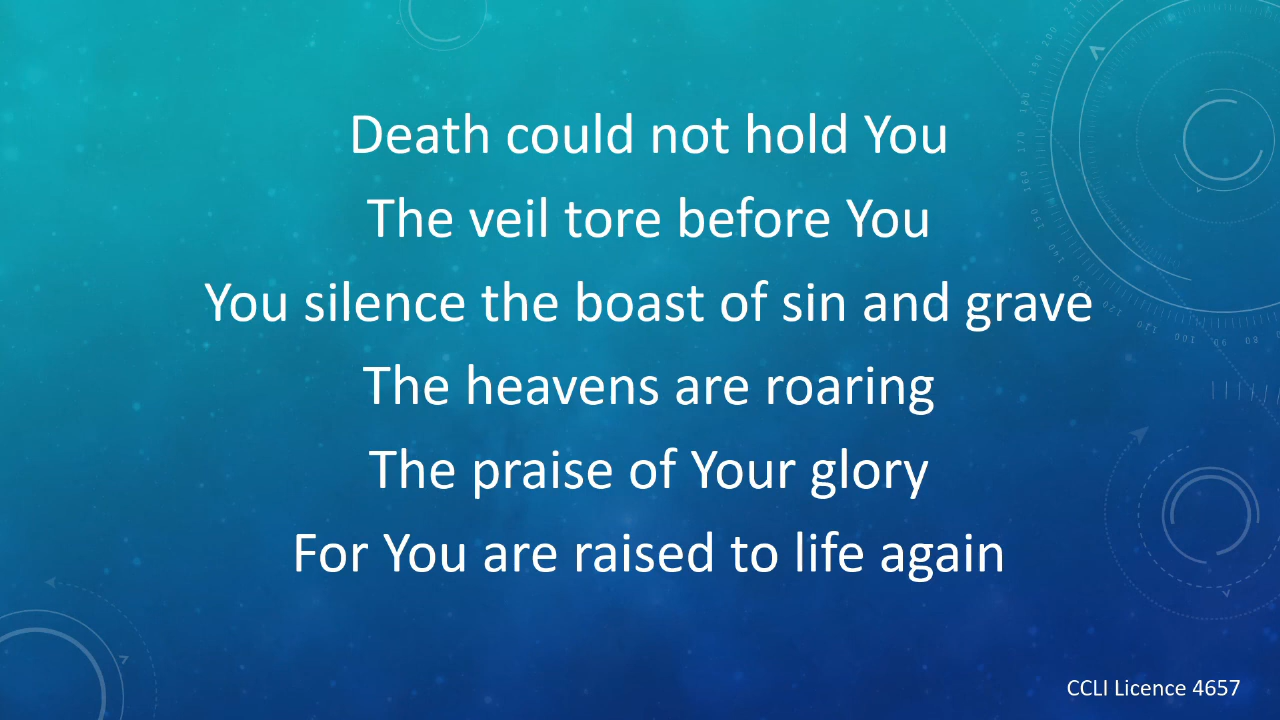 Death could not hold You
The veil tore before You
You silence the boast of sin and grave
The heavens are roaring
The praise of Your glory
For You are raised to life again
CCLI Licence 4657